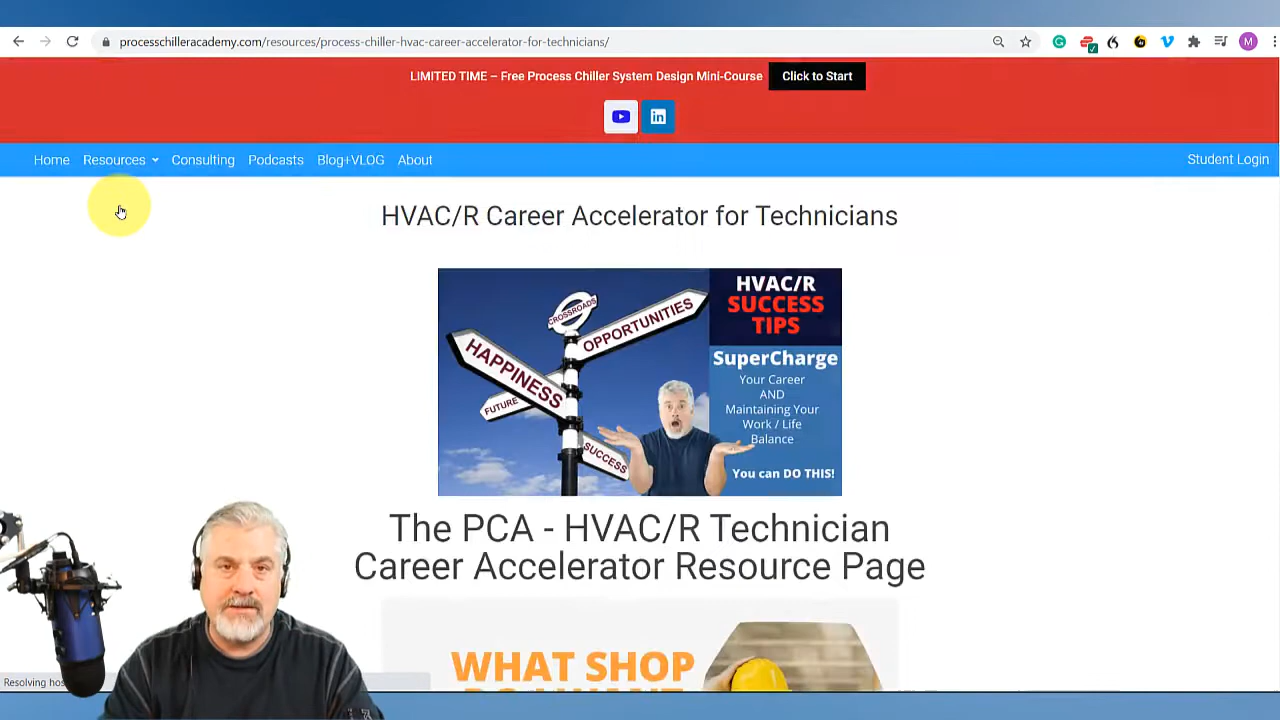 processchilleracademy.com/resources/process-chiller-hvac-career-accelerator-for-technicians/
M
LIMITED TIME – Free Process Chiller System Design Mini-Course Click to Start
in
Home Resources Consulting Podcasts Blog+VLOG About Student Login
HVAC/R Career Accelerator for Technicians
CROSSROADS
OPPORTUNITIES
HAPPINESS
FUTURE
SUCCESS
HVAC/R
SUCCESS
TIPS
SuperCharge
Your Career
AND
Maintaining Your
Work / Life
Balance
You can DO THIS!
The PCA - HVAC/R Technician
Career Accelerator Resource Page
WHAT SHOP
Resolving